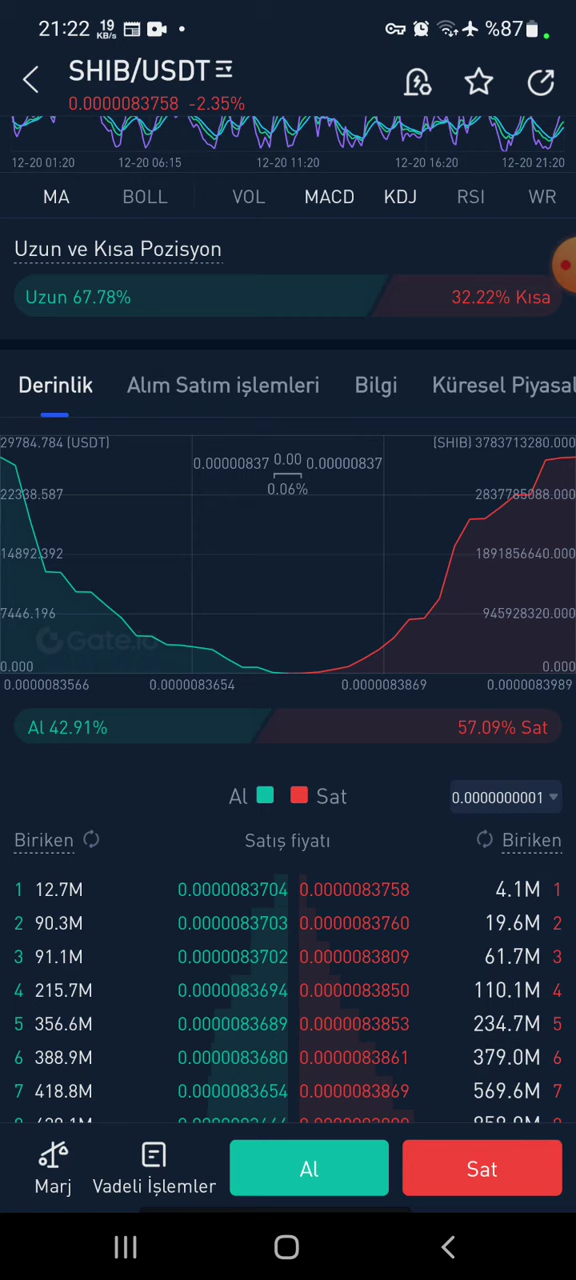 21:22 19 KB/s %87
SHIB/USDT
0.0000083758 -2.35%
12-20 01:20 12-20 06:15 12-20 11:20 12-20 16:20 12-20 21:20
MA BOLL VOL MACD KDJ RSI WR
Uzun ve Kısa Pozisyon
Uzun 67.78% 32.22% Kısa
Derinlik Alım Satım işlemleri Bilgi Küresel Piyasal
29784.784 (USDT) (SHIB) 3783713280.000
0.00000837 0.00 0.00000837
0.06%
22338.587 2837785088.000
14892.392 1891856640.000
7446.196 945928320.000
Gate.io
0.000 0.000
0.0000083566 0.0000083654 0.0000083869 0.0000083989
Al 42.91% 57.09% Sat
Al Sat 0.0000000001
Biriken Satış fiyatı Biriken
1 12.7M 0.0000083704 0.0000083758 4.1M 1
2 90.3M 0.0000083703 0.0000083760 19.6M 2
3 91.1M 0.0000083702 0.0000083809 61.7M 3
4 215.7M 0.0000083694 0.0000083850 110.1M 4
5 356.6M 0.0000083689 0.0000083853 234.7M 5
6 388.9M 0.0000083680 0.0000083861 379.0M 6
7 418.8M 0.0000083654 0.0000083869 569.6M 7
Marj Vadeli İşlemler Al Sat